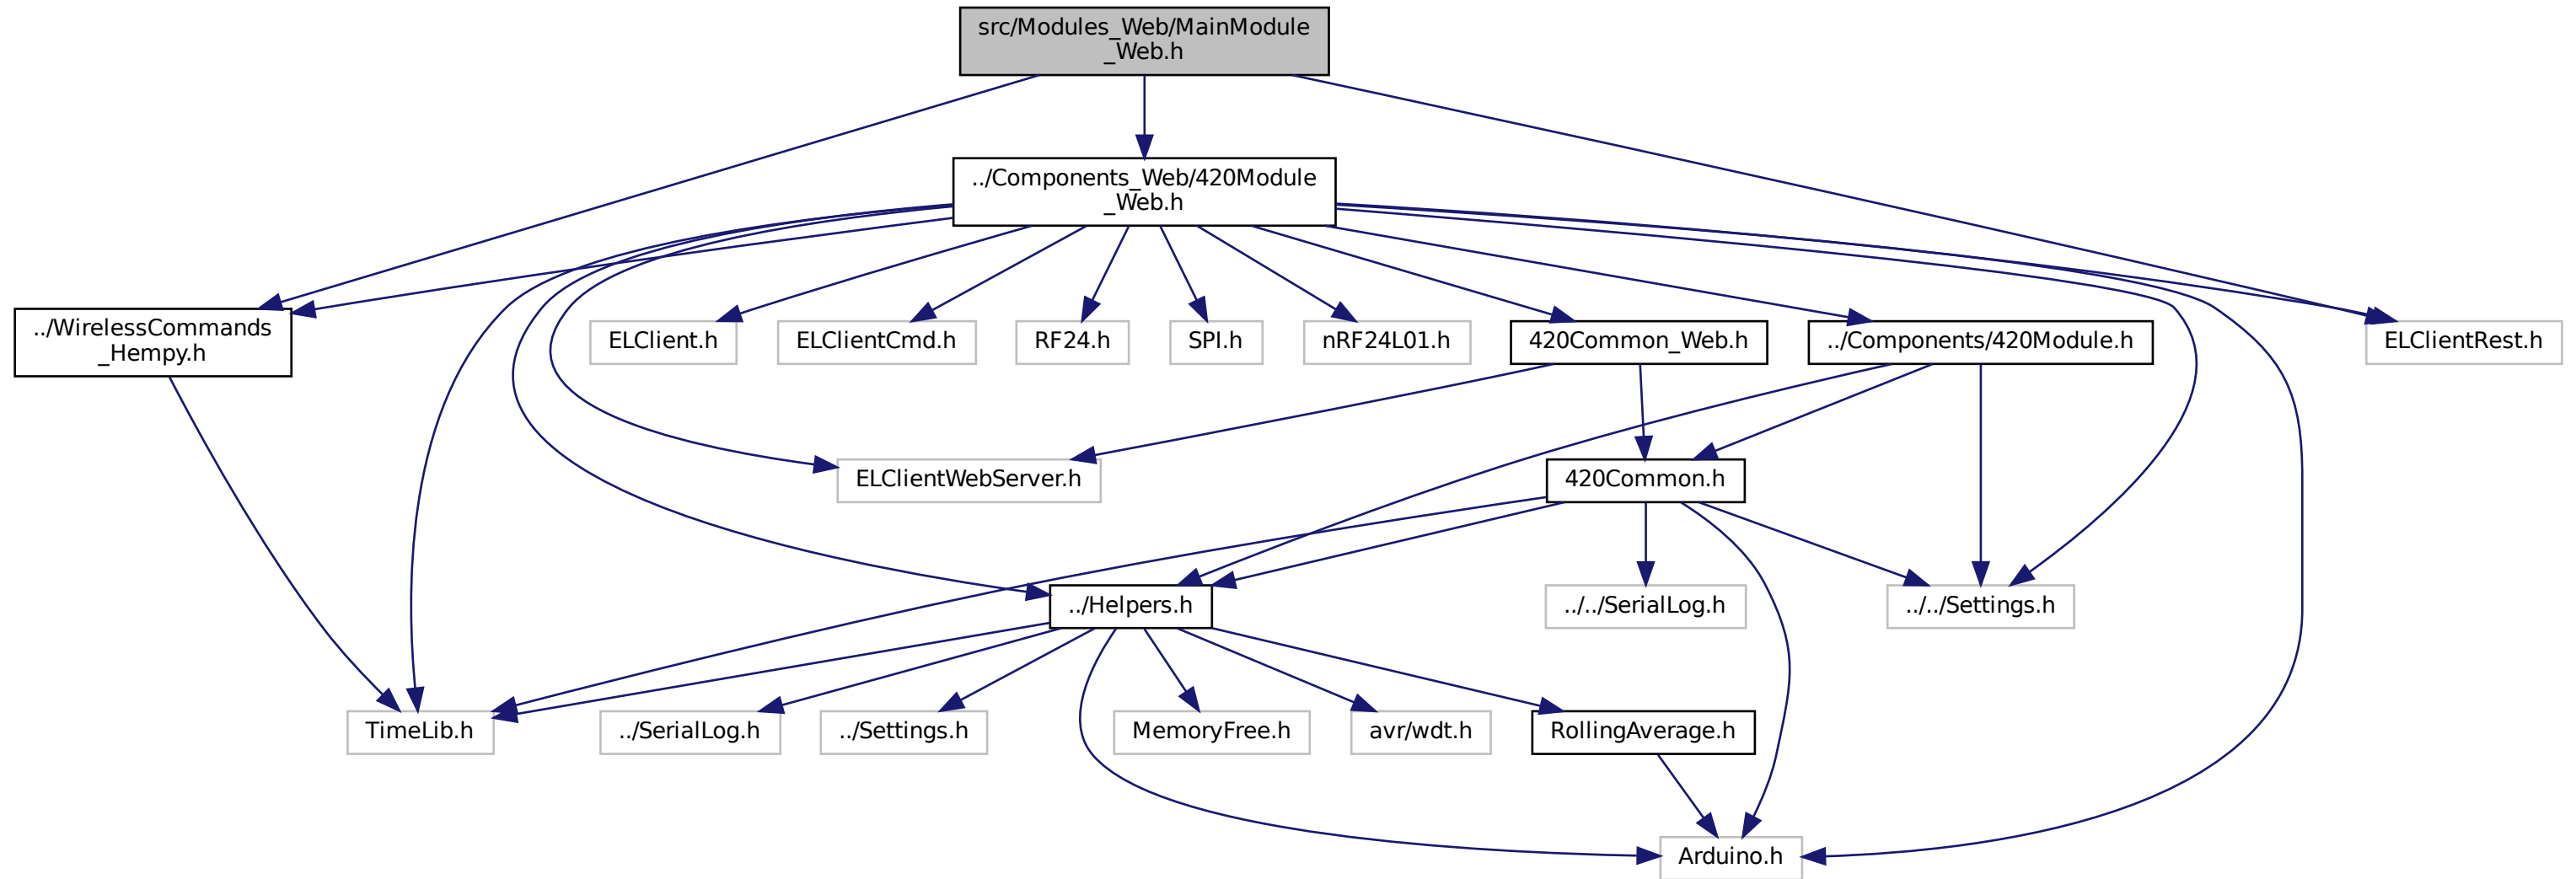 src/Modules_Web/MainModule
_Web.h
../Components_Web/420Module
_Web.h
../WirelessCommands
_Hempy.h
ELClient.h
ELClientCmd.h
RF24.h
SPI.h
nRF24L01.h
420Common_Web.h
../Components/420Module.h
ELClientRest.h
ELClientWebServer.h
420Common.h
../Helpers.h
../../SerialLog.h
../../Settings.h
TimeLib.h
../SerialLog.h
../Settings.h
MemoryFree.h
avr/wdt.h
RollingAverage.h
Arduino.h